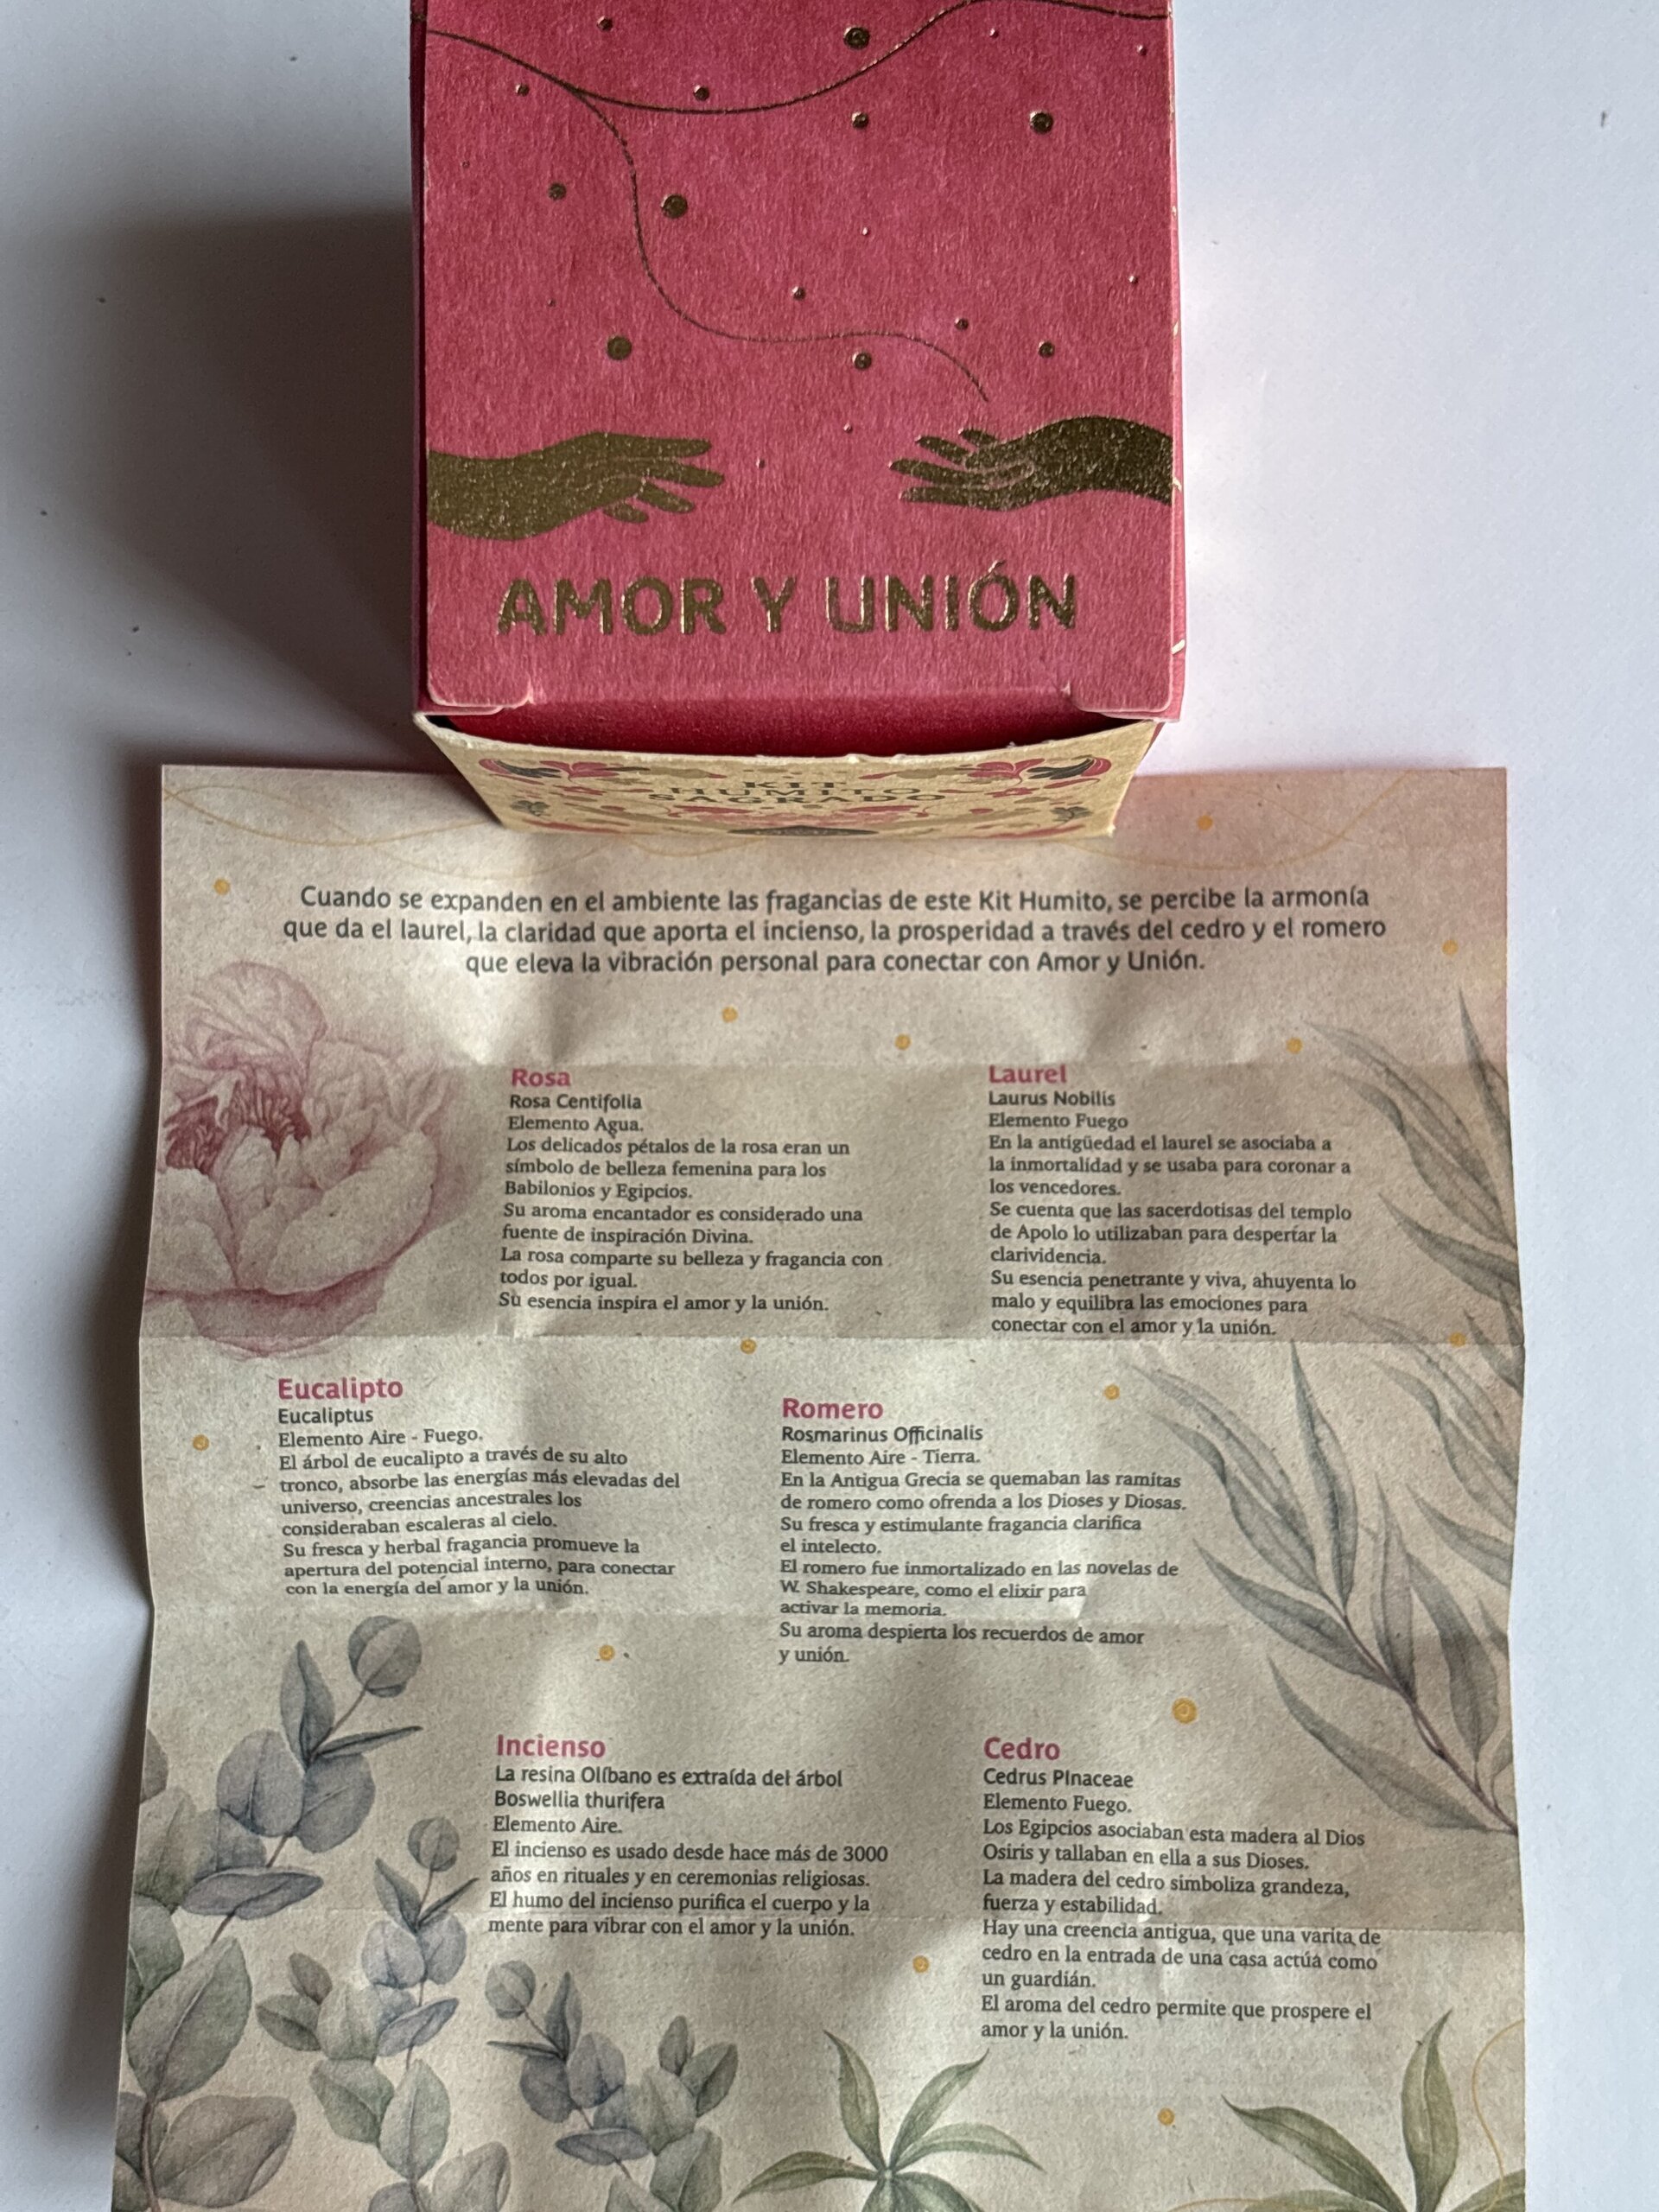 AMOR Y UNIÓN
KIT
HUMITO
SAGRADO
Cuando se expanden en el ambiente las fragancias de este Kit Humito, se percibe la armonía
que da el laurel, la claridad que aporta el incienso, la prosperidad a través del cedro y el romero
que eleva la vibración personal para conectar con Amor y Unión.
Rosa
Rosa Centifolia
Elemento Agua.
Los delicados pétalos de la rosa eran un
símbolo de belleza femenina para los
Babilonios y Egipcios.
Su aroma encantador es considerado una
fuente de inspiración Divina.
La rosa comparte su belleza y fragancia con
todos por igual.
Su esencia inspira el amor y la unión.
Laurel
Laurus Nobilis
Elemento Fuego
En la antigüedad el laurel se asociaba a
la inmortalidad y se usaba para coronar a
los vencedores.
Se cuenta que las sacerdotisas del templo
de Apolo lo utilizaban para despertar la
clarividencia.
Su esencia penetrante y viva, ahuyenta lo
malo y equilibra las emociones para
conectar con el amor y la unión.
Eucalipto
Eucaliptus
Elemento Aire - Fuego.
El árbol de eucalipto a través de su alto
tronco, absorbe las energías más elevadas del
universo, creencias ancestrales los
consideraban escaleras al cielo.
Su fresca y herbal fragancia promueve la
apertura del potencial interno, para conectar
con la energía del amor y la unión.
Romero
Rosmarinus Officinalis
Elemento Aire - Tierra.
En la Antigua Grecia se quemaban las ramitas
de romero como ofrenda a los Dioses y Diosas.
Su fresca y estimulante fragancia clarifica
el intelecto.
El romero fue inmortalizado en las novelas de
W. Shakespeare, como el elixir para
activar la memoria.
Su aroma despierta los recuerdos de amor
y unión.
Incienso
La resina Olíbano es extraída del árbol
Boswellia thurifera
Elemento Aire.
El incienso es usado desde hace más de 3000
años en rituales y en ceremonias religiosas.
El humo del incienso purifica el cuerpo y la
mente para vibrar con el amor y la unión.
Cedro
Cedrus PInaceae
Elemento Fuego.
Los Egipcios asociaban esta madera al Dios
Osiris y tallaban en ella a sus Dioses.
La madera del cedro simboliza grandeza,
fuerza y estabilidad.
Hay una creencia antigua, que una varita de
cedro en la entrada de una casa actúa como
un guardián.
El aroma del cedro permite que prospere el
amor y la unión.